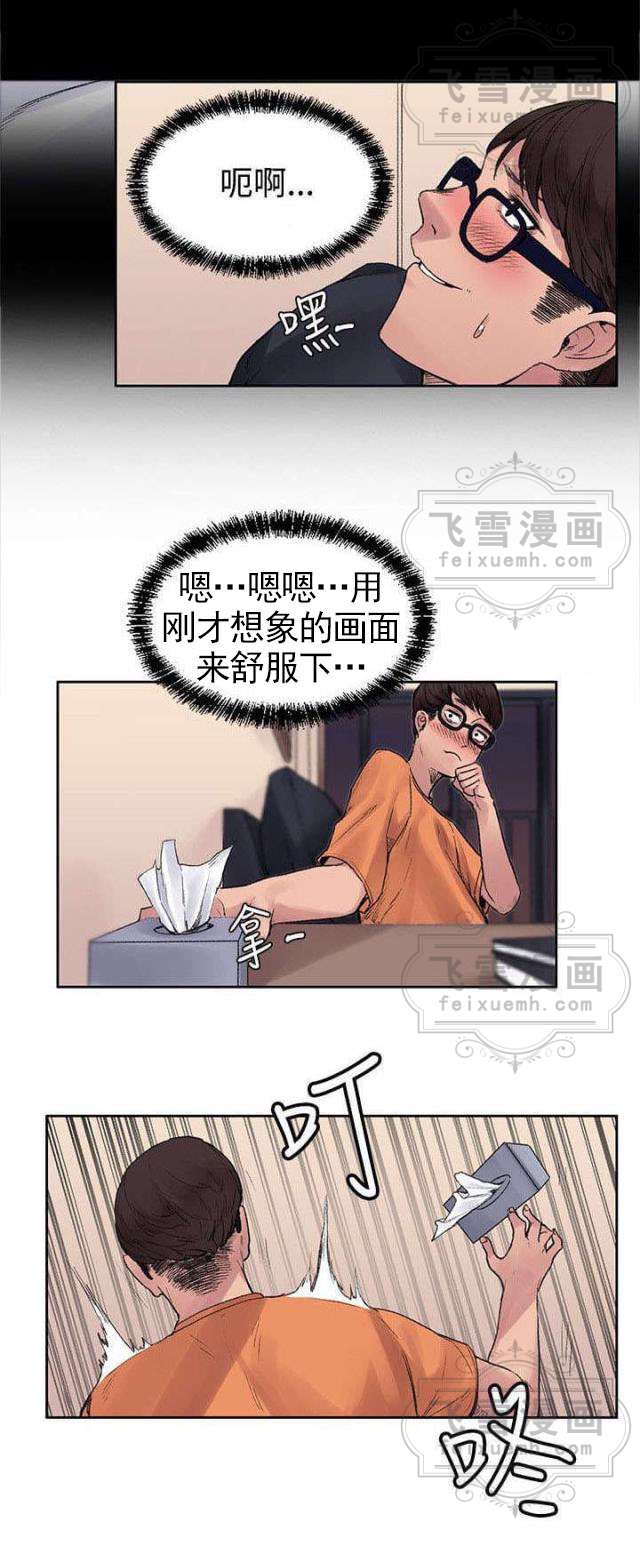 飞雪漫画
feixuemh.com
呃啊...
嘿-
飞雪漫画
feixuemh.com
嗯…嗯嗯…用
刚才想象的画面
来舒服下…
拿-
飞雪漫画
feixuemh.com
叮
咚-
飞雪漫画
feixuemh.com